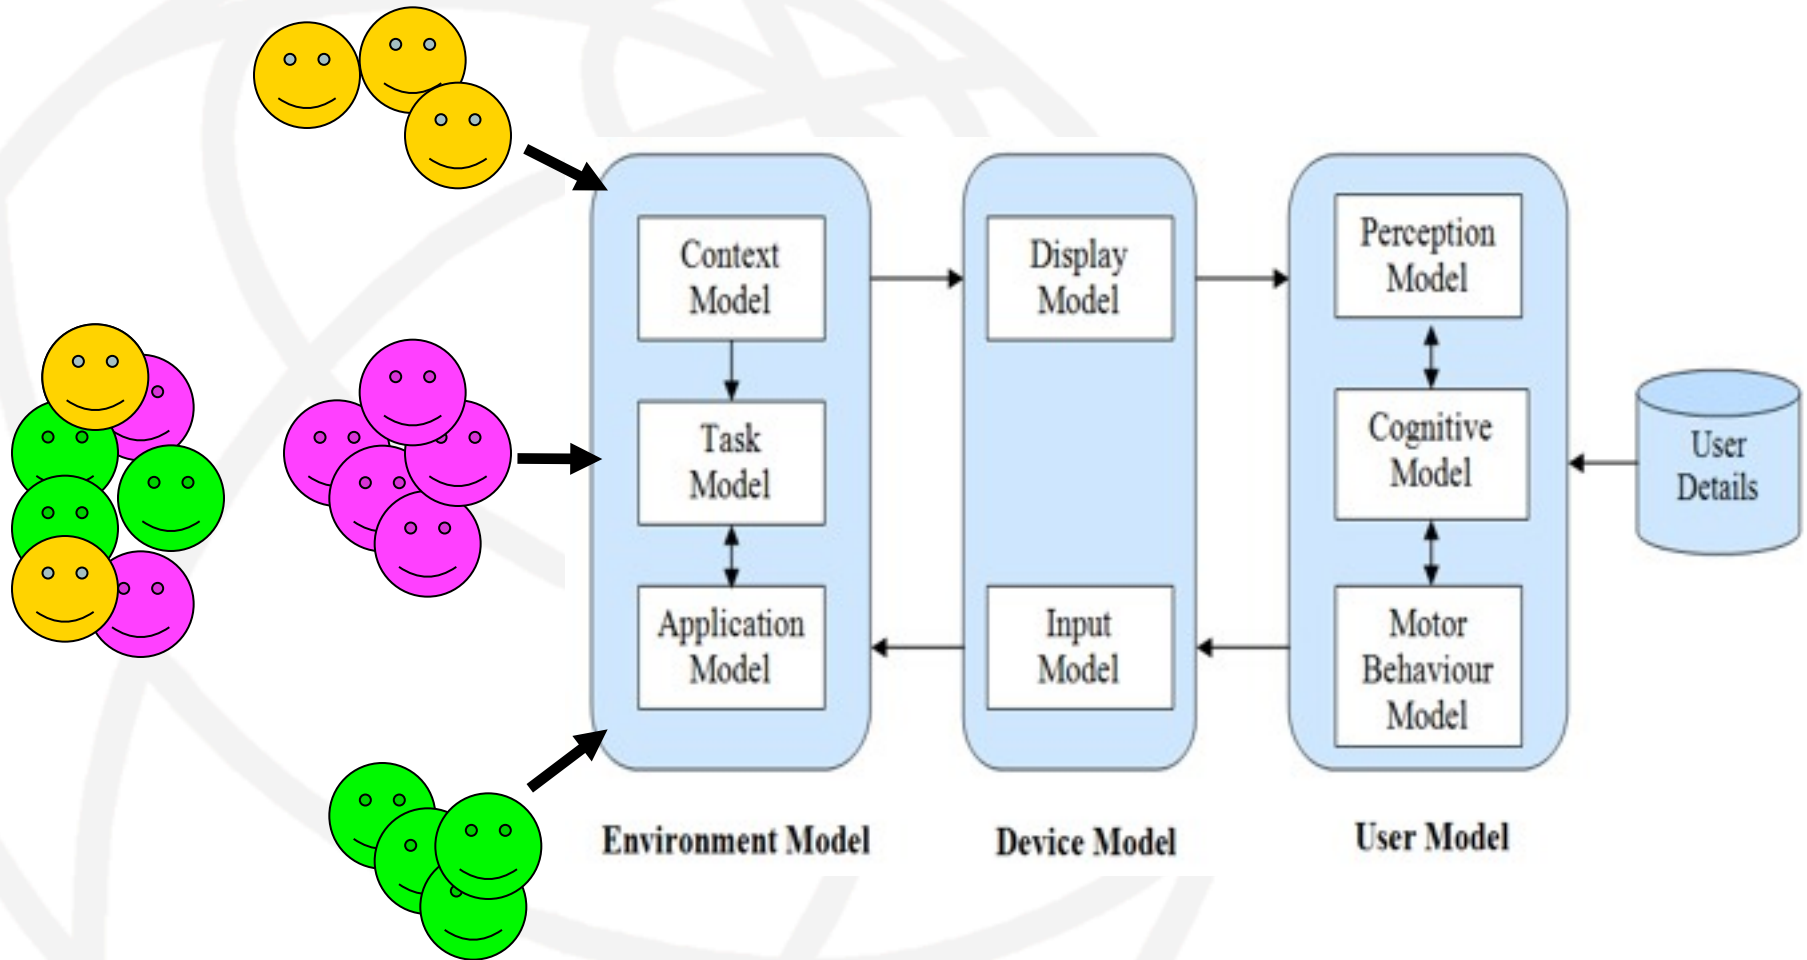 Context
Model
Task
Model
Application
Model
Environment Model
Display
Model
Input
Model
Device Model
Perception
Model
Cognitive
Model
Motor
Behaviour
Model
User Model
User
Details